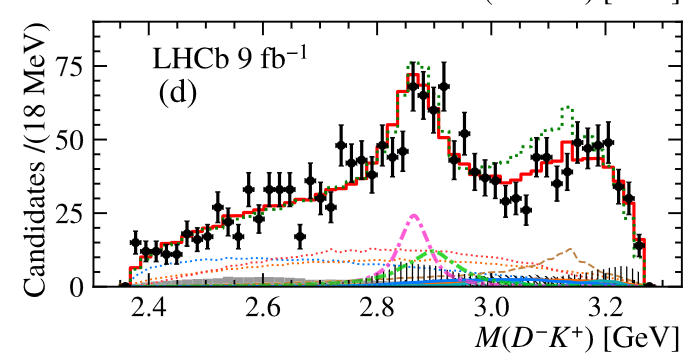 LHCb 9 fb⁻¹
(d)
Candidates /(18 MeV)
75
50
25
0
2.4 2.6 2.8 3.0 3.2
M(D⁻K⁺) [GeV]